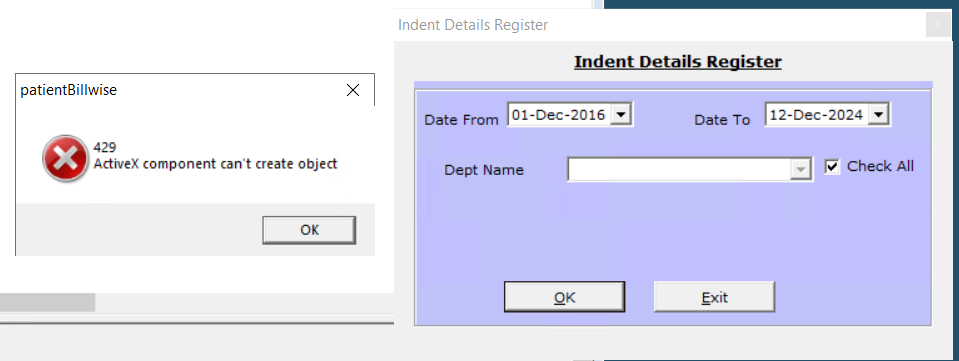 patientBillwise
429
ActiveX component can't create object
OK
Indent Details Register
Indent Details Register
Date From 01-Dec-2016 Date To 12-Dec-2024
Dept Name Check All
OK Exit